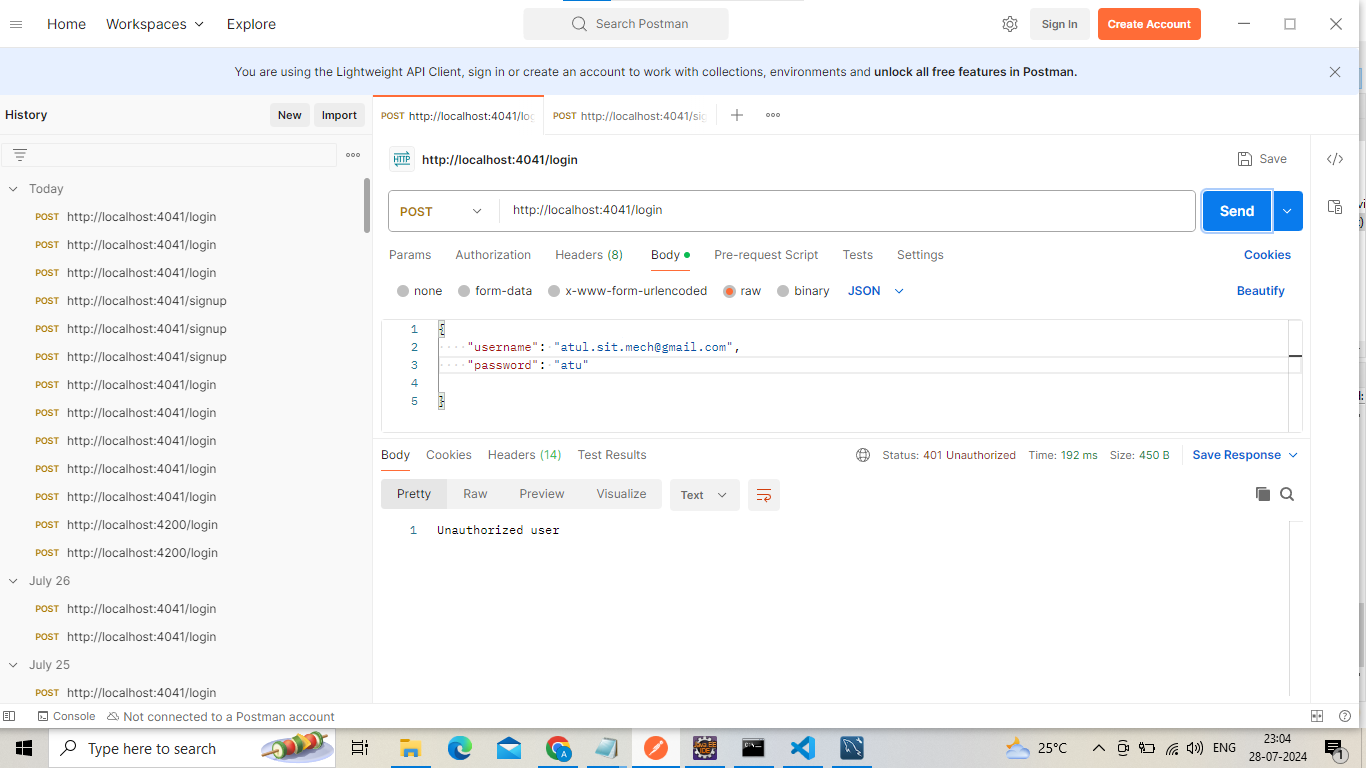 Home Workspaces Explore Search Postman Sign In Create Account
You are using the Lightweight API Client, sign in or create an account to work with collections, environments and unlock all free features in Postman.
History New Import
POST http://localhost:4041/log POST http://localhost:4041/sig
HTTP http://localhost:4041/login Save
Today
POST http://localhost:4041/login
POST http://localhost:4041/login
POST http://localhost:4041/login
POST http://localhost:4041/signup
POST http://localhost:4041/signup
POST http://localhost:4041/signup
POST http://localhost:4041/login
POST http://localhost:4041/login
POST http://localhost:4041/login
POST http://localhost:4041/login
POST http://localhost:4041/login
POST http://localhost:4200/login
POST http://localhost:4200/login
July 26
POST http://localhost:4041/login
POST http://localhost:4041/login
July 25
POST http://localhost:4041/login
POST http://localhost:4041/login Send
Params Authorization Headers (8) Body Pre-request Script Tests Settings Cookies
none form-data x-www-form-urlencoded raw binary JSON Beautify
1 {
2 "username": "atul.sit.mech@gmail.com",
3 "password": "atu"
4
5 }
Body Cookies Headers (14) Test Results Status: 401 Unauthorized Time: 192 ms Size: 450 B Save Response
Pretty Raw Preview Visualize Text
1 Unauthorized user
Console Not connected to a Postman account
Type here to search 25°C ENG 23:04
28-07-2024 1